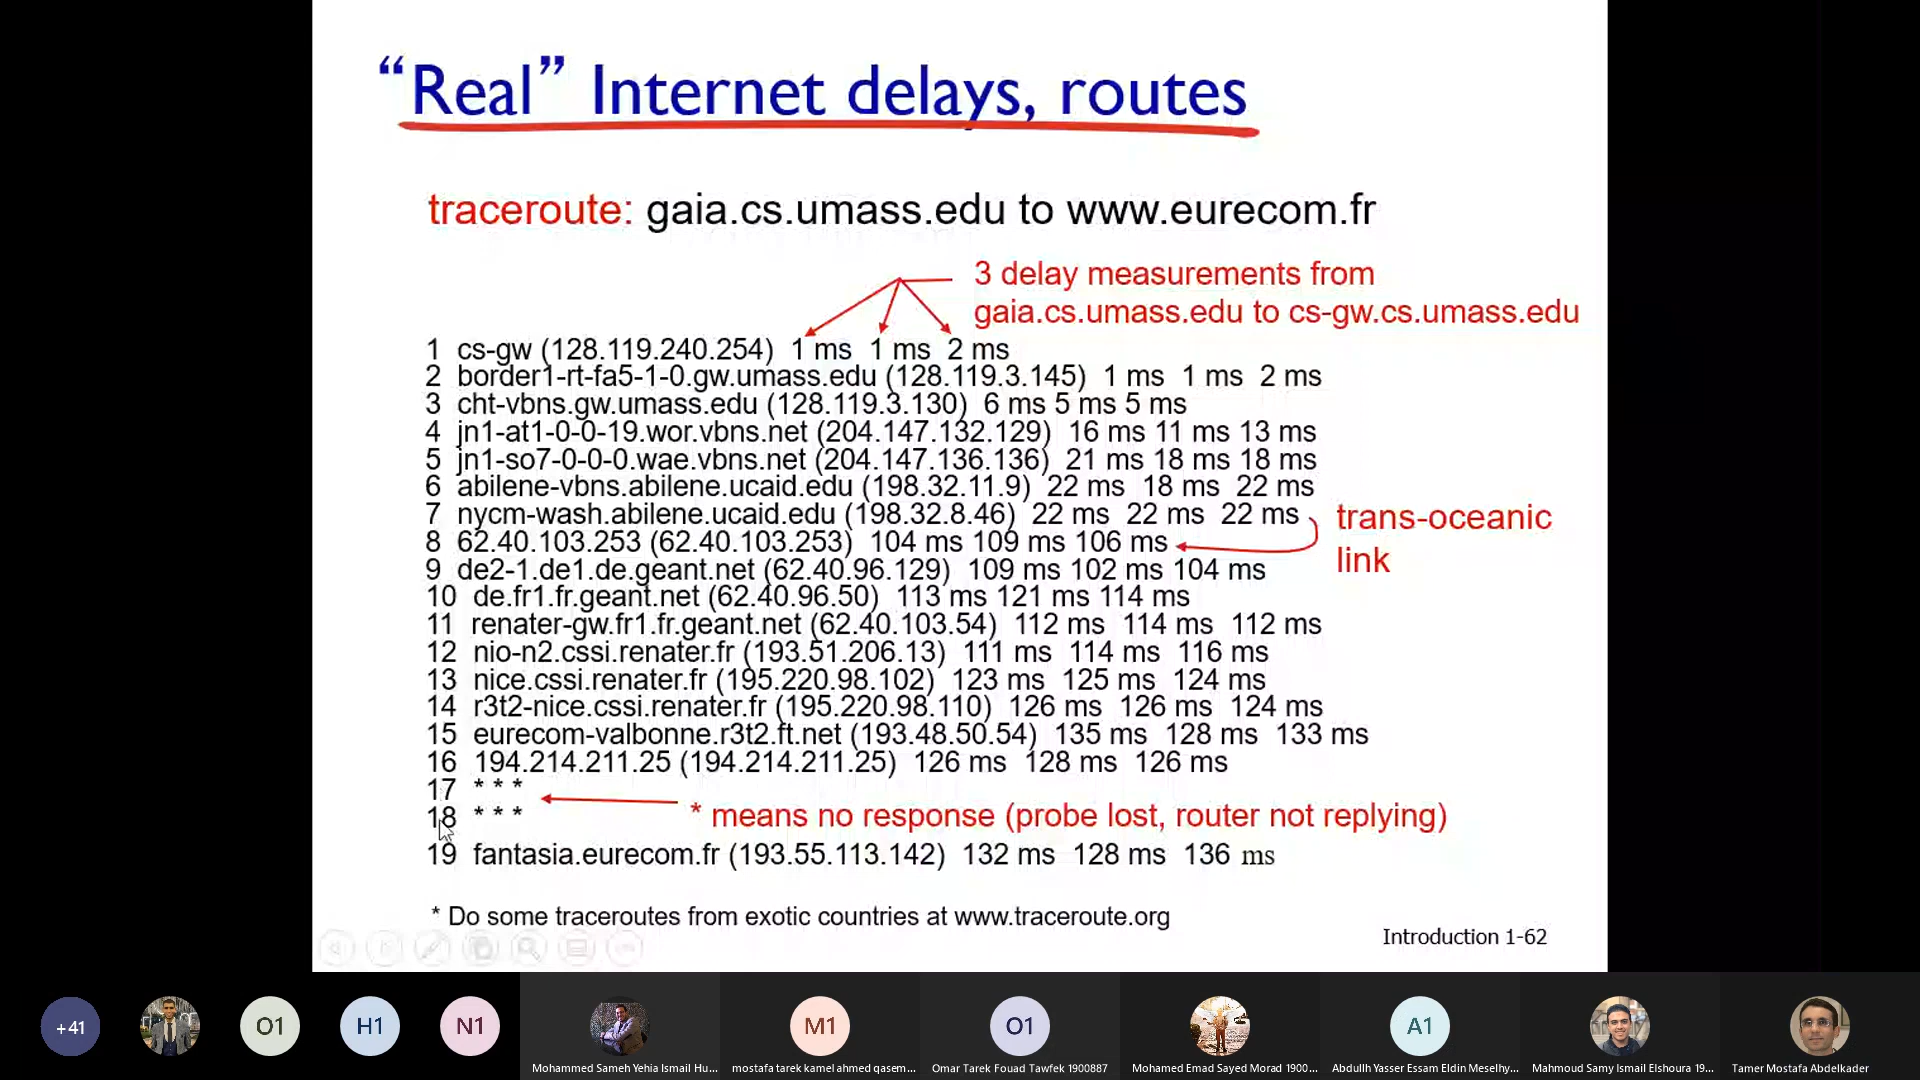 “Real” Internet delays, routes
traceroute: gaia.cs.umass.edu to www.eurecom.fr
3 delay measurements from
gaia.cs.umass.edu to cs-gw.cs.umass.edu
1 cs-gw (128.119.240.254) 1 ms 1 ms 2 ms
2 border1-rt-fa5-1-0.gw.umass.edu (128.119.3.145) 1 ms 1 ms 2 ms
3 cht-vbns.gw.umass.edu (128.119.3.130) 6 ms 5 ms 5 ms
4 jn1-at1-0-0-19.wor.vbns.net (204.147.132.129) 16 ms 11 ms 13 ms
5 jn1-so7-0-0-0.wae.vbns.net (204.147.136.136) 21 ms 18 ms 18 ms
6 abilene-vbns.abilene.ucaid.edu (198.32.11.9) 22 ms 18 ms 22 ms
7 nycm-wash.abilene.ucaid.edu (198.32.8.46) 22 ms 22 ms 22 ms
trans-oceanic
link
8 62.40.103.253 (62.40.103.253) 104 ms 109 ms 106 ms
9 de2-1.de1.de.geant.net (62.40.96.129) 109 ms 102 ms 104 ms
10 de.fr1.fr.geant.net (62.40.96.50) 113 ms 121 ms 114 ms
11 renater-gw.fr1.fr.geant.net (62.40.103.54) 112 ms 114 ms 112 ms
12 nio-n2.cssi.renater.fr (193.51.206.13) 111 ms 114 ms 116 ms
13 nice.cssi.renater.fr (195.220.98.102) 123 ms 125 ms 124 ms
14 r3t2-nice.cssi.renater.fr (195.220.98.110) 126 ms 126 ms 124 ms
15 eurecom-valbonne.r3t2.ft.net (193.48.50.54) 135 ms 128 ms 133 ms
16 194.214.211.25 (194.214.211.25) 126 ms 128 ms 126 ms
17 * * *
18 * * *
* means no response (probe lost, router not replying)
19 fantasia.eurecom.fr (193.55.113.142) 132 ms 128 ms 136 ms
* Do some traceroutes from exotic countries at www.traceroute.org
Introduction 1-62
+41
O1
H1
N1
M1
O1
A1
Mohammed Sameh Yehia Ismail Hu...
mostafa tarek kamel ahmed qasem...
Omar Tarek Fouad Tawfek 1900887
Mohamed Emad Sayed Morad 1900...
Abdullh Yasser Essam Eldin Meselhy...
Mahmoud Samy Ismail Elshoura 19...
Tamer Mostafa Abdelkader